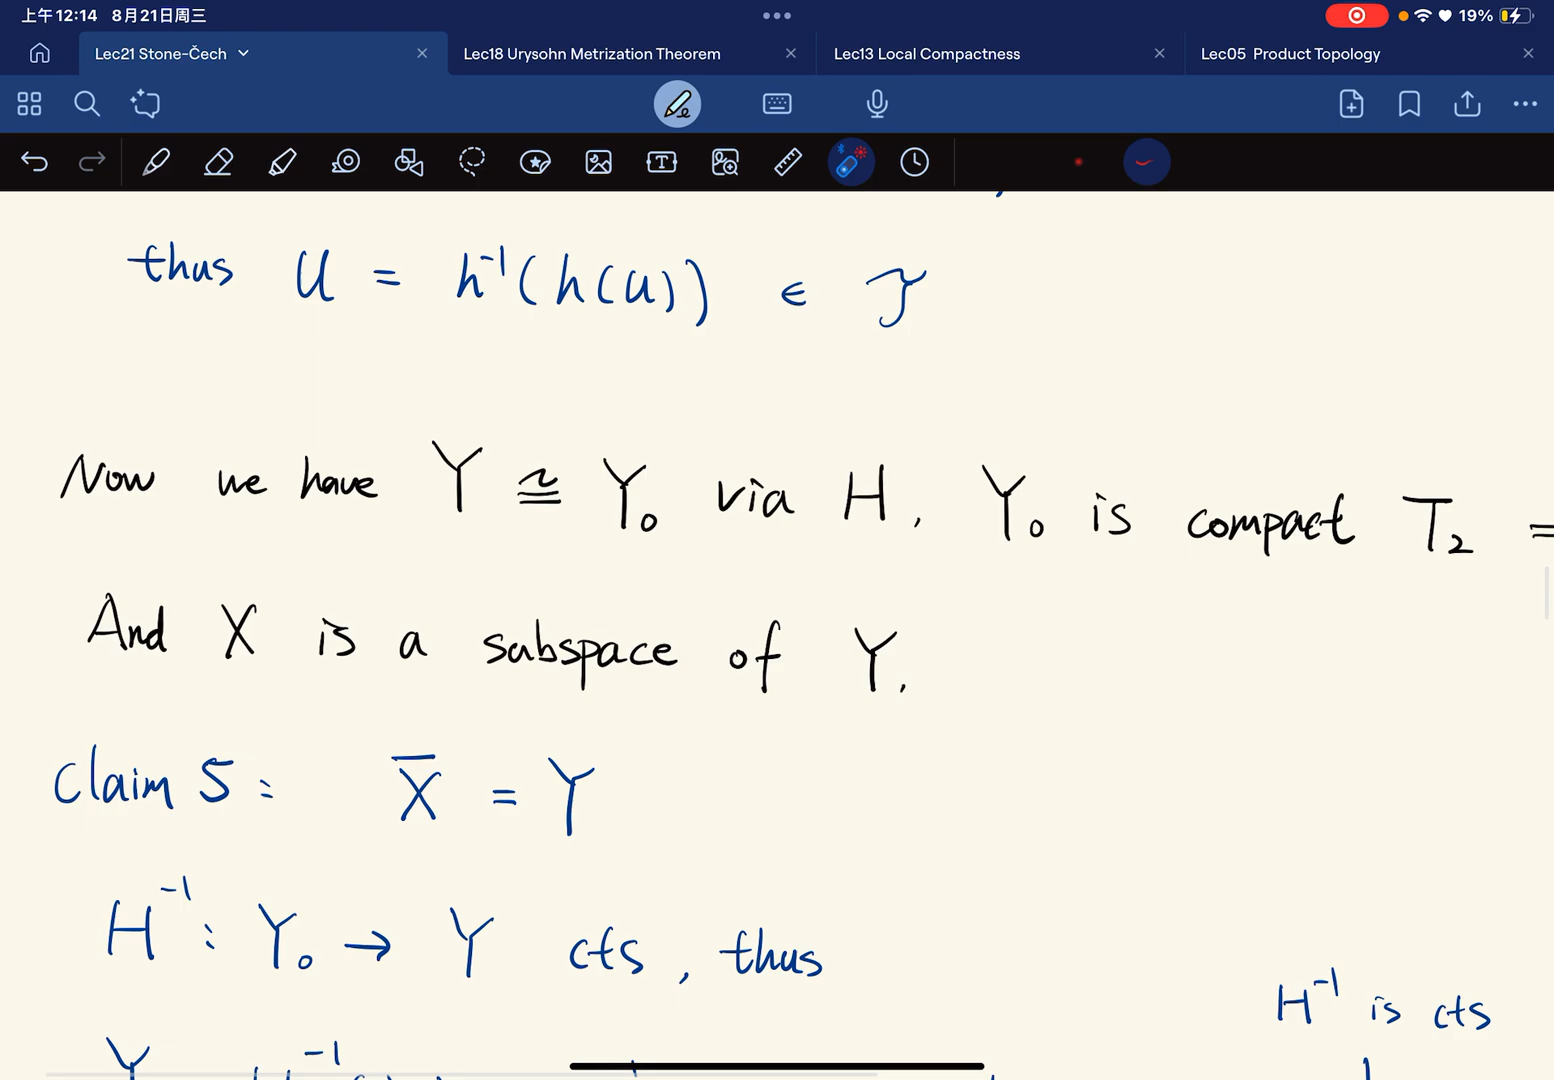 上午12:14 8月21日周三
19%
Lec21 Stone-Čech
Lec18 Urysohn Metrization Theorem
Lec13 Local Compactness
Lec05 Product Topology
thus U = h⁻¹(h(U)) ∈ 𝒯
Now we have Y ≅ Y₀ via H. Y₀ is compact T₂ =
And X is a subspace of Y.
Claim 5: X̅ = Y
H⁻¹: Y₀ → Y cts, thus
H⁻¹ is cts